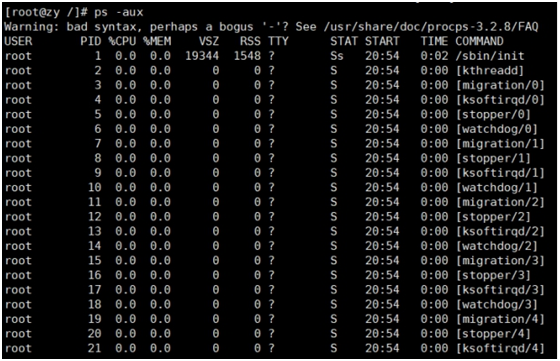 [root@zy /]# ps -aux
Warning: bad syntax, perhaps a bogus '-'? See /usr/share/doc/procps-3.2.8/FAQ
USER PID %CPU %MEM VSZ RSS TTY STAT START TIME COMMAND
root 1 0.0 0.0 19344 1548 ? Ss 20:54 0:02 /sbin/init
root 2 0.0 0.0 0 0 ? S 20:54 0:00 [kthreadd]
root 3 0.0 0.0 0 0 ? S 20:54 0:00 [migration/0]
root 4 0.0 0.0 0 0 ? S 20:54 0:00 [ksoftirqd/0]
root 5 0.0 0.0 0 0 ? S 20:54 0:00 [stopper/0]
root 6 0.0 0.0 0 0 ? S 20:54 0:00 [watchdog/0]
root 7 0.0 0.0 0 0 ? S 20:54 0:00 [migration/1]
root 8 0.0 0.0 0 0 ? S 20:54 0:00 [stopper/1]
root 9 0.0 0.0 0 0 ? S 20:54 0:00 [ksoftirqd/1]
root 10 0.0 0.0 0 0 ? S 20:54 0:00 [watchdog/1]
root 11 0.0 0.0 0 0 ? S 20:54 0:00 [migration/2]
root 12 0.0 0.0 0 0 ? S 20:54 0:00 [stopper/2]
root 13 0.0 0.0 0 0 ? S 20:54 0:00 [ksoftirqd/2]
root 14 0.0 0.0 0 0 ? S 20:54 0:00 [watchdog/2]
root 15 0.0 0.0 0 0 ? S 20:54 0:00 [migration/3]
root 16 0.0 0.0 0 0 ? S 20:54 0:00 [stopper/3]
root 17 0.0 0.0 0 0 ? S 20:54 0:00 [ksoftirqd/3]
root 18 0.0 0.0 0 0 ? S 20:54 0:00 [watchdog/3]
root 19 0.0 0.0 0 0 ? S 20:54 0:00 [migration/4]
root 20 0.0 0.0 0 0 ? S 20:54 0:00 [stopper/4]
root 21 0.0 0.0 0 0 ? S 20:54 0:00 [ksoftirqd/4]